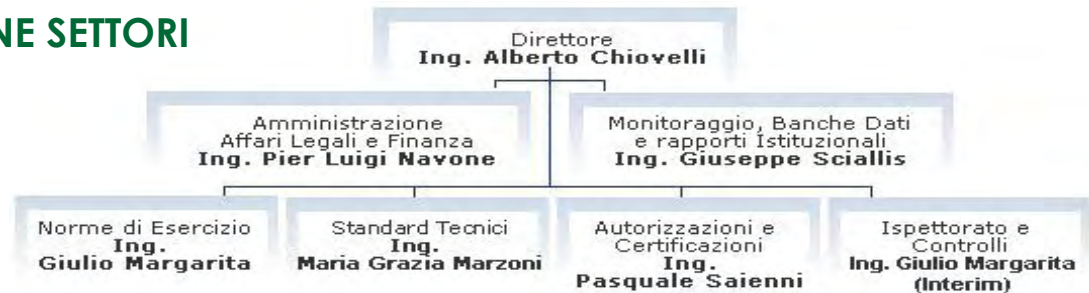 NE SETTORI
Direttore
Ing. Alberto Chiovelli
Amministrazione
Affari Legali e Finanza
Ing. Pier Luigi Navone
Monitoraggio, Banche Dati
e rapporti Istituzionali
Ing. Giuseppe Sciallis
Norme di Esercizio
Ing.
Giulio Margarita
Standard Tecnici
Ing.
Maria Grazia Marzoni
Autorizzazioni e
Certificazioni
Ing.
Pasquale Saienni
Ispettorato e
Controlli
Ing. Giulio Margarita
(Interim)